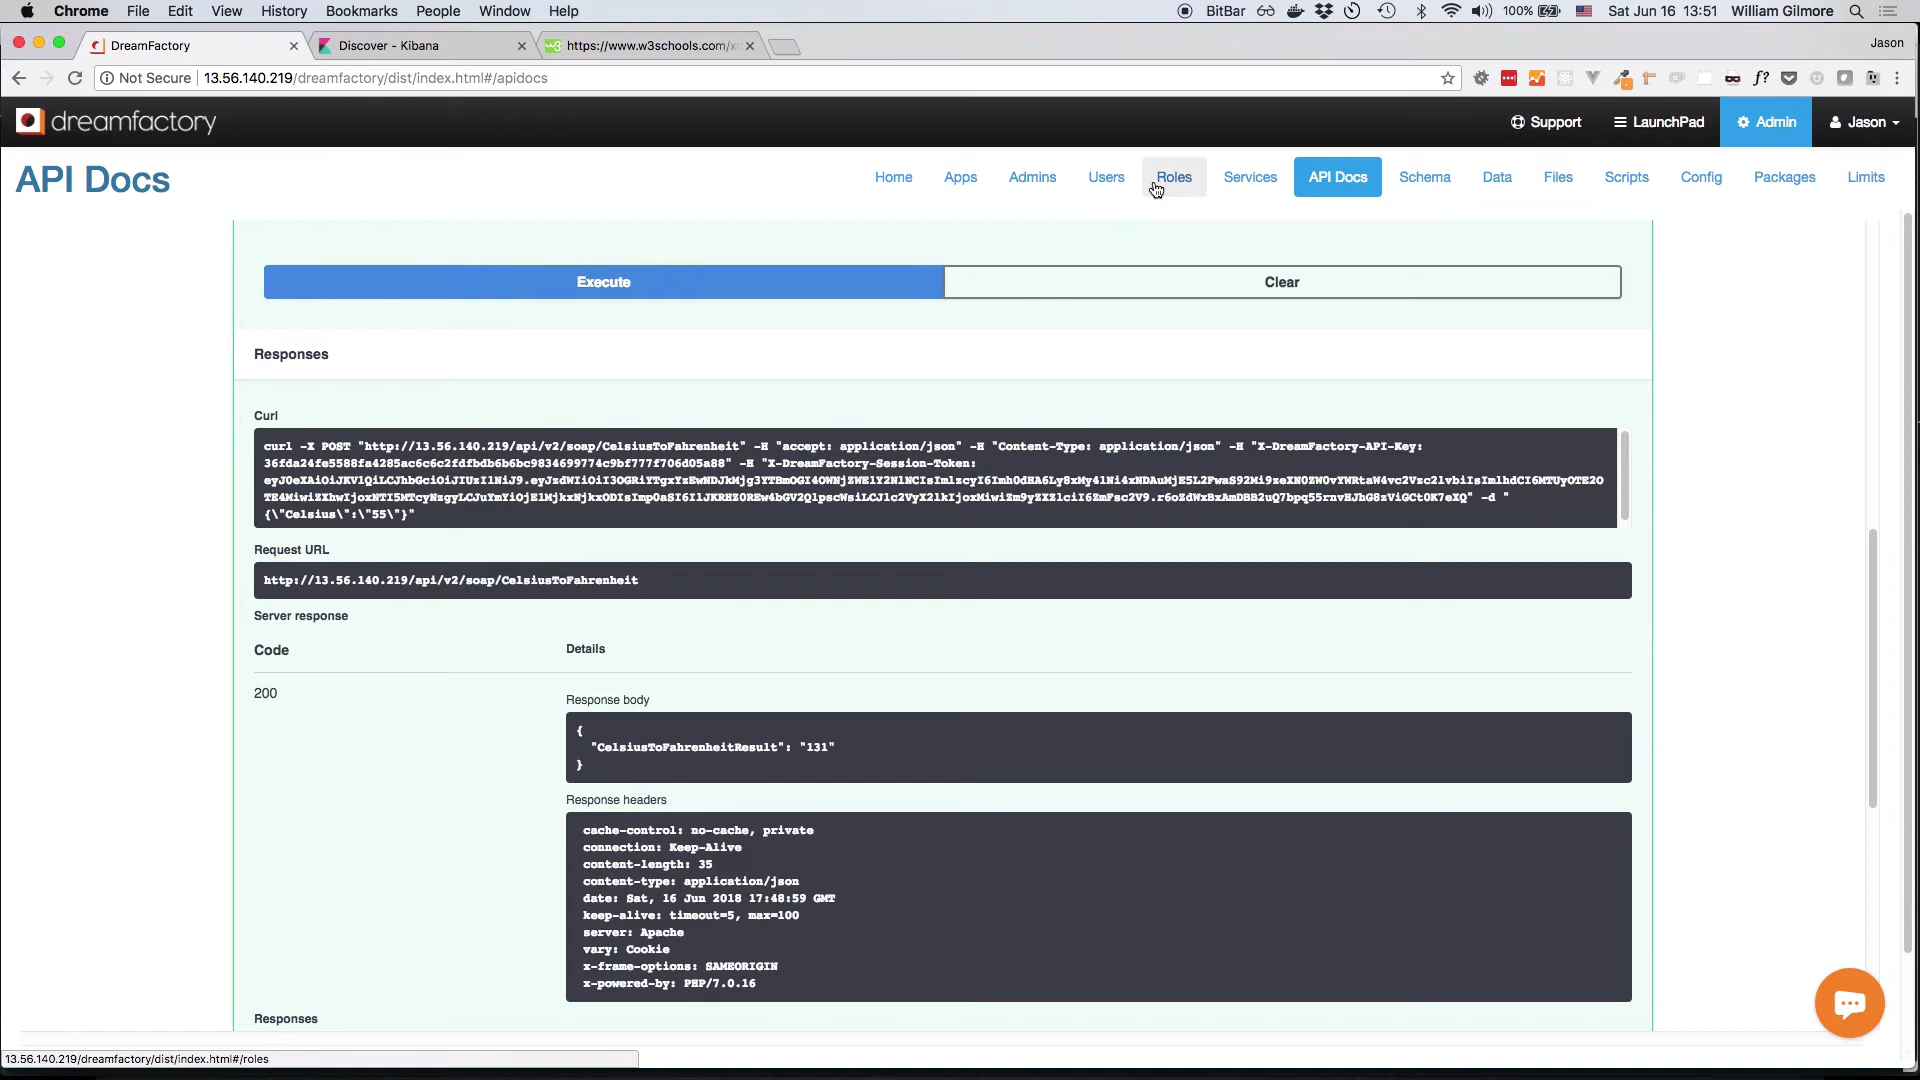 Chrome File Edit View History Bookmarks People Window Help
BitBar 100% Sat Jun 16 13:51 William Gilmore
DreamFactory
Discover - Kibana
https://www.w3schools.com/x
Jason
Not Secure 13.56.140.219/dreamfactory/dist/index.html#/apidocs
f?
dreamfactory
Support LaunchPad Admin Jason
API Docs
Home Apps Admins Users Roles Services API Docs Schema Data Files Scripts Config Packages Limits
Execute Clear
Responses
Curl
curl -X POST "http://13.56.140.219/api/v2/soap/CelsiusToFahrenheit" -H "accept: application/json" -H "Content-Type: application/json" -H "X-DreamFactory-API-Key:
36fda24fe5588fa4285ac6c6c2fdfbdb6b6bc9834699774c9bf777f706d05a88" -H "X-DreamFactory-Session-Token:
{\"Celsius\":\"55\"}"
Request URL
http://13.56.140.219/api/v2/soap/CelsiusToFahrenheit
Server response
Code Details
200
Response body
{
"CelsiusToFahrenheitResult": "131"
}
Response headers
cache-control: no-cache, private
connection: Keep-Alive
content-length: 35
content-type: application/json
date: Sat, 16 Jun 2018 17:48:59 GMT
keep-alive: timeout=5, max=100
server: Apache
vary: Cookie
x-frame-options: SAMEORIGIN
x-powered-by: PHP/7.0.16
Responses
13.56.140.219/dreamfactory/dist/index.html#/roles